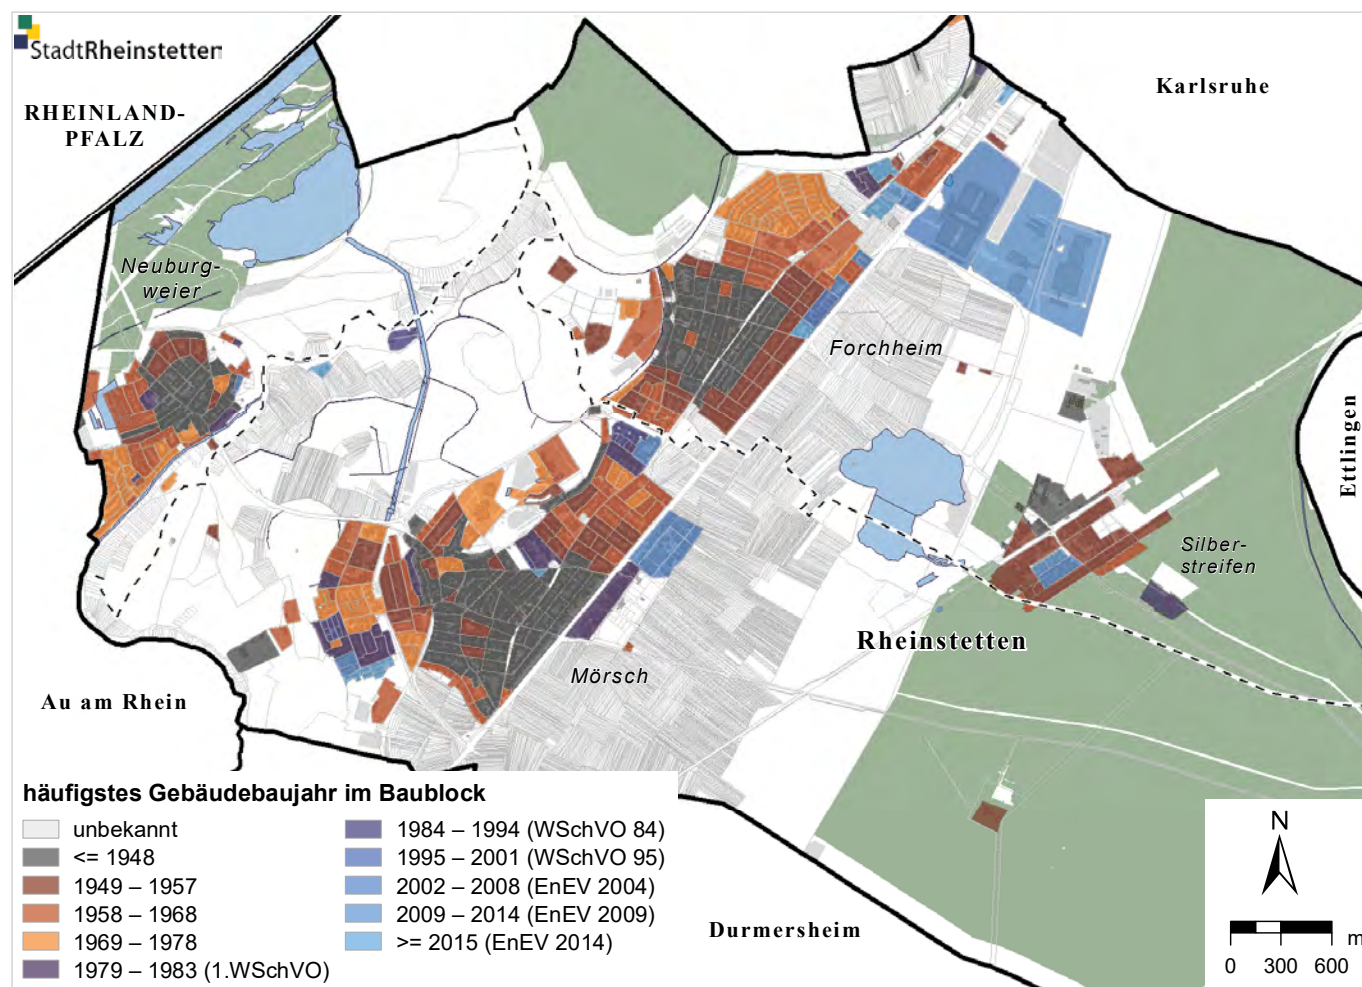 StadtRheinstetten
RHEINLAND-
PFALZ
Karlsruhe
Neuburg-
weier
Forchheim
Ettlingen
Silber-
streifen
Rheinstetten
Mörsch
Au am Rhein
Durmersheim
häufigstes Gebäudebaujahr im Baublock
unbekannt
<= 1948
1949 – 1957
1958 – 1968
1969 – 1978
1979 – 1983 (1.WSchVO)
1984 – 1994 (WSchVO 84)
1995 – 2001 (WSchVO 95)
2002 – 2008 (EnEV 2004)
2009 – 2014 (EnEV 2009)
>= 2015 (EnEV 2014)
N
m
0 300 600